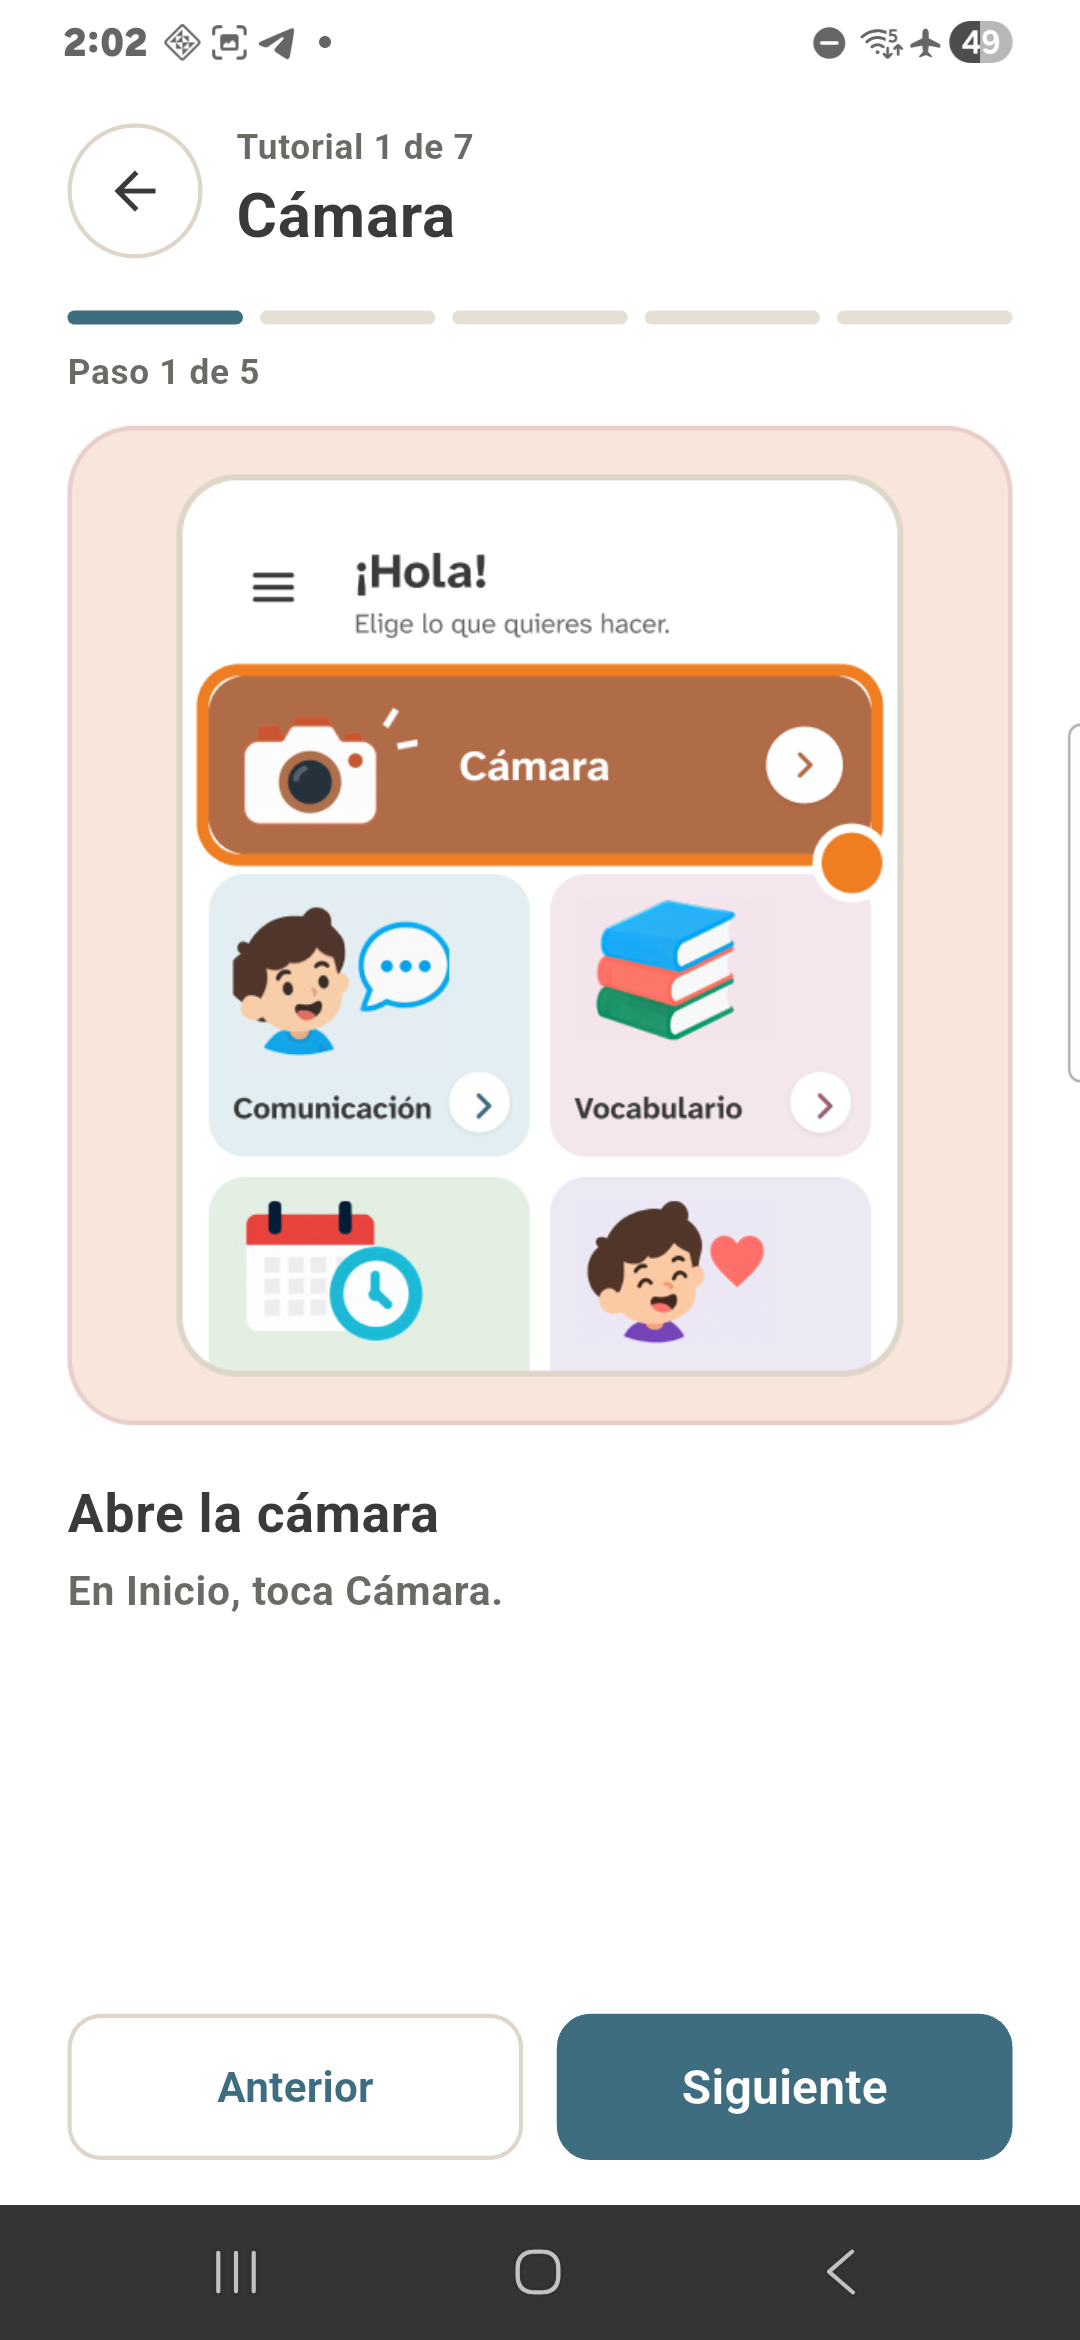 2:02
5
49
Tutorial 1 de 7
Cámara
Paso 1 de 5
¡Hola!
Elige lo que quieres hacer.
Cámara
Comunicación
Vocabulario
Abre la cámara
En Inicio, toca Cámara.
Anterior
Siguiente